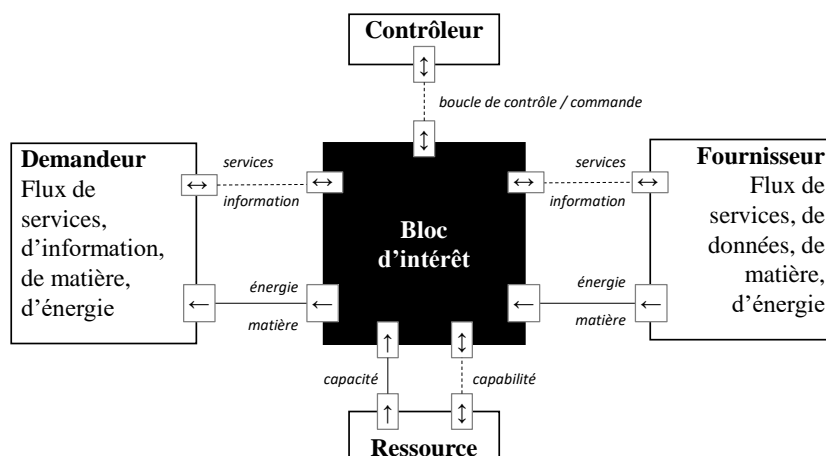 Contrôleur
boucle de contrôle / commande
Demandeur
Flux de
services,
d'information,
de matière,
d'énergie
services
information
énergie
matière
Bloc
d'intérêt
services
information
énergie
matière
Fournisseur
Flux de
services, de
données, de
matière,
d'énergie
capacité
capabilité
Ressource